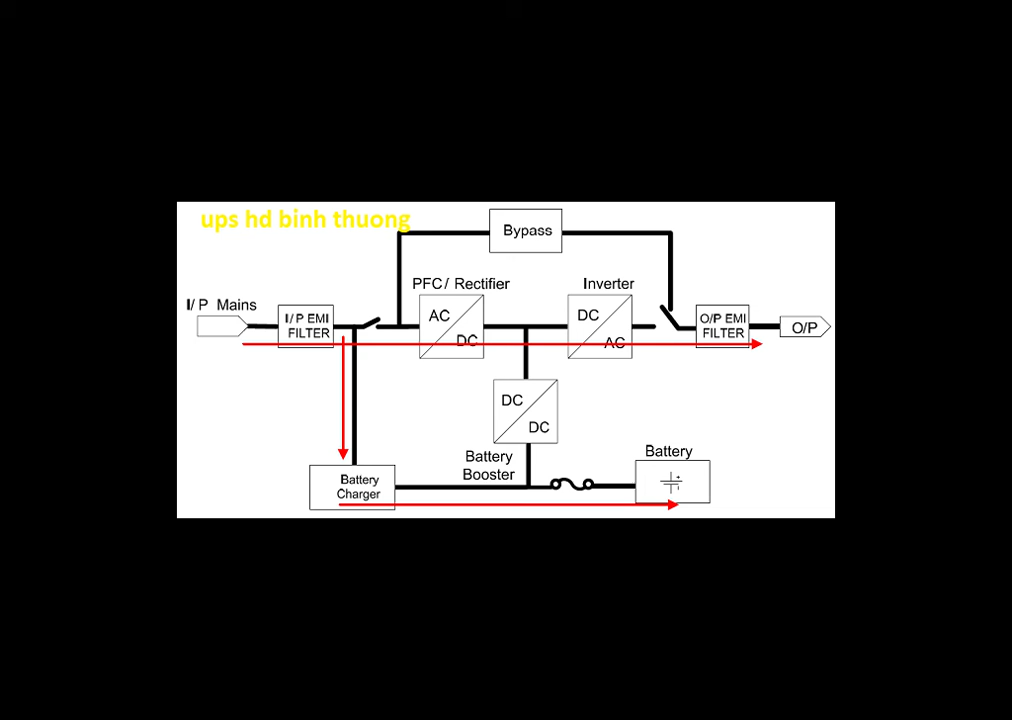 ups hd binh thuong
Bypass
PFC/ Rectifier
Inverter
I/P Mains
I/P EMI
FILTER
AC
DC
DC
AC
O/P EMI
FILTER
O/P
DC
DC
Battery
Booster
Battery
Battery
Charger